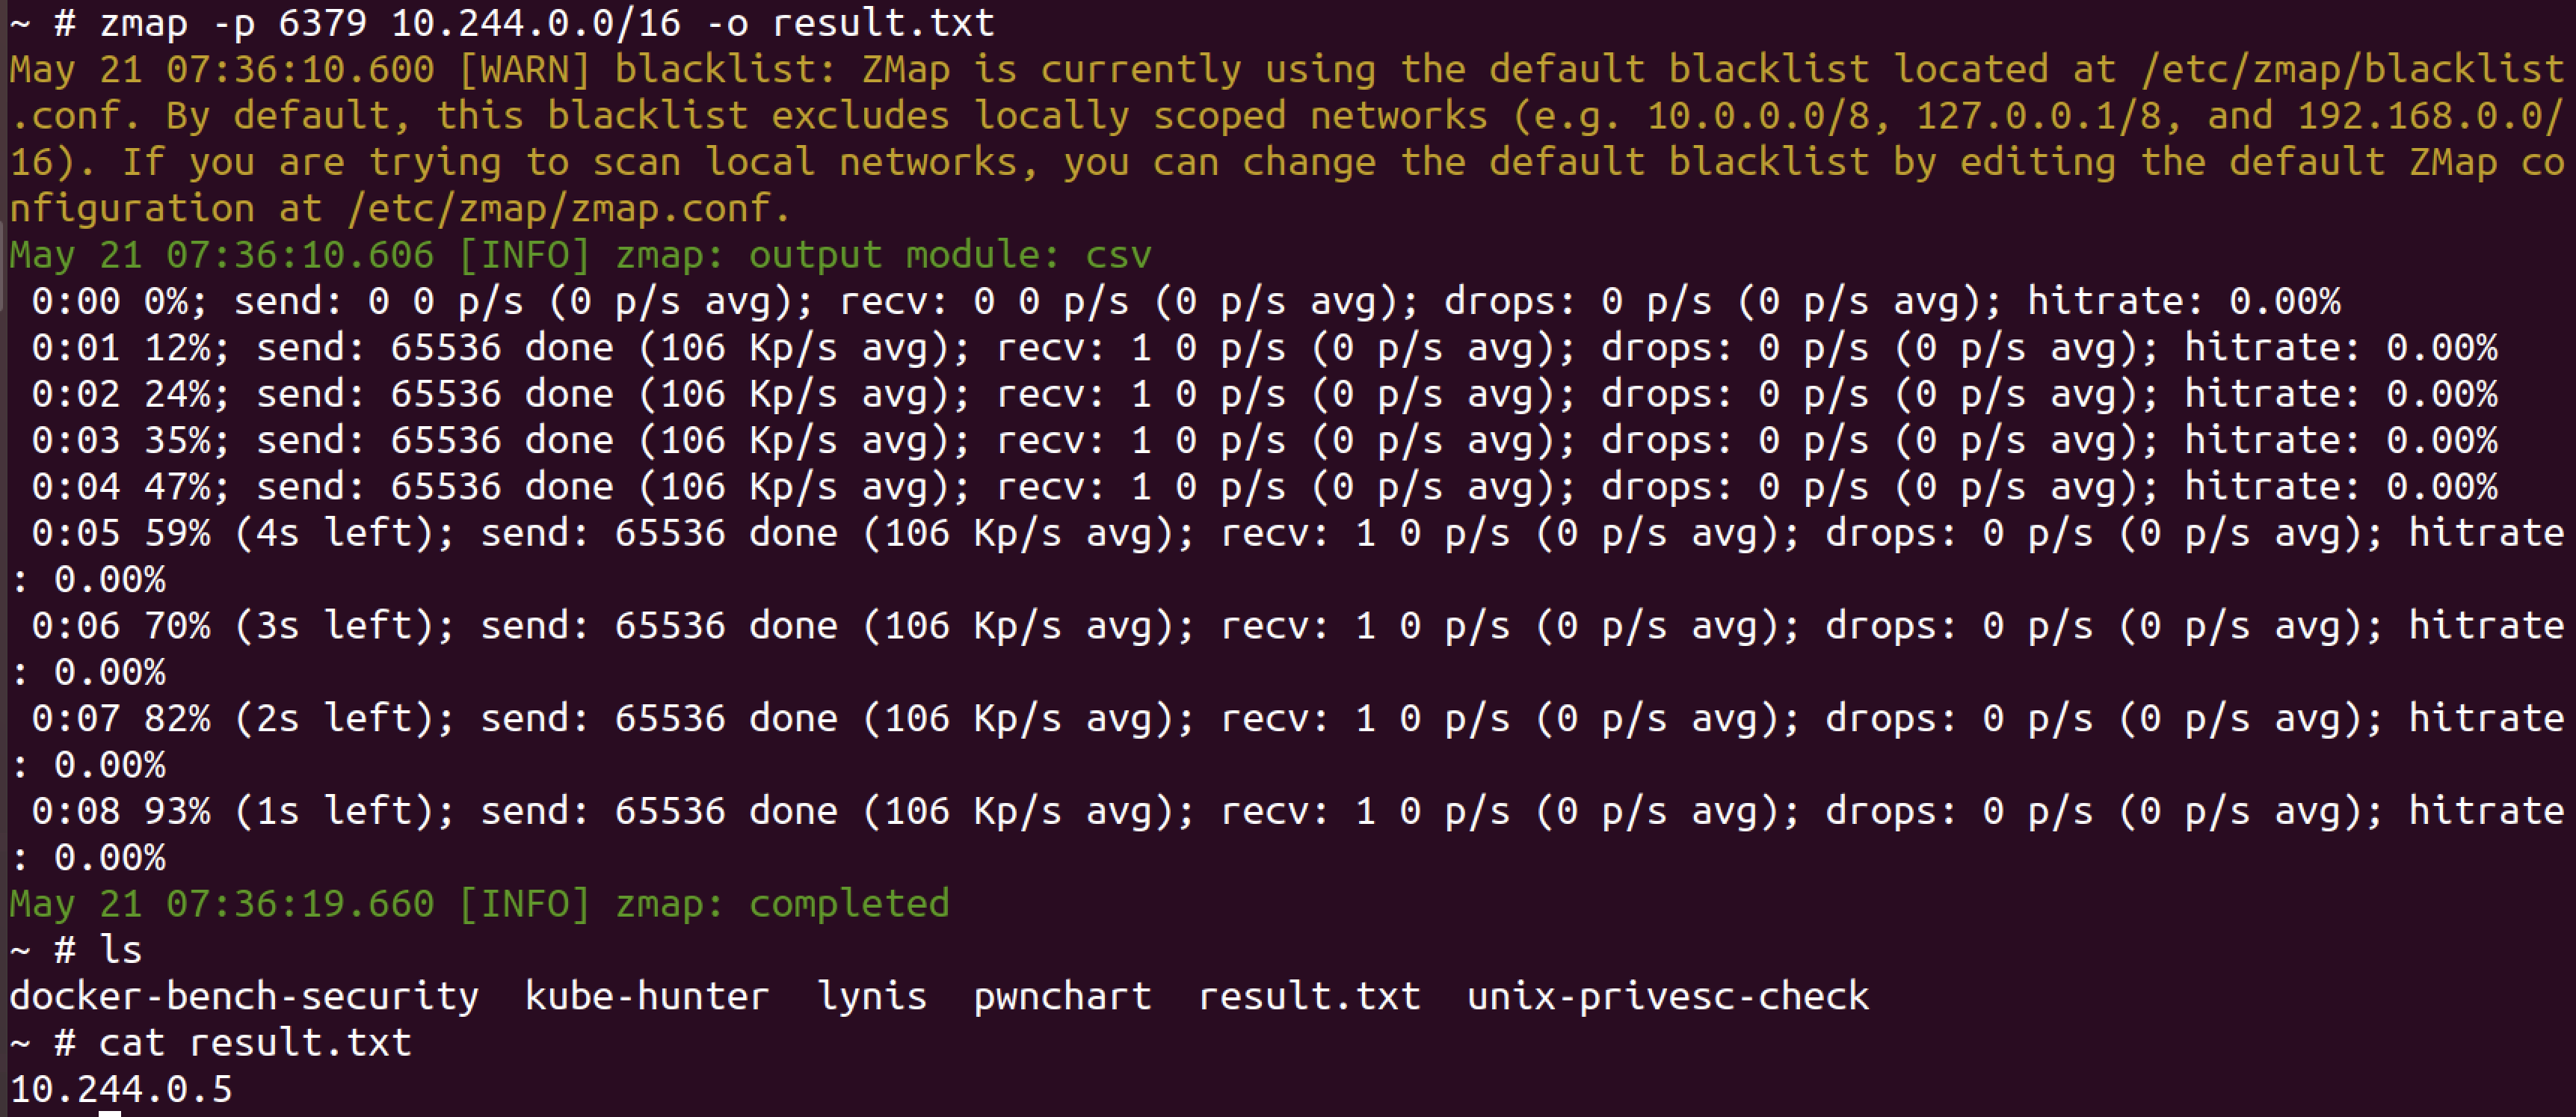 ~ # zmap -p 6379 10.244.0.0/16 -o result.txt
May 21 07:36:10.600 [WARN] blacklist: ZMap is currently using the default blacklist located at /etc/zmap/blacklist
.conf. By default, this blacklist excludes locally scoped networks (e.g. 10.0.0.0/8, 127.0.0.1/8, and 192.168.0.0/
16). If you are trying to scan local networks, you can change the default blacklist by editing the default ZMap co
nfiguration at /etc/zmap/zmap.conf.
May 21 07:36:10.606 [INFO] zmap: output module: csv
 0:00 0%; send: 0 0 p/s (0 p/s avg); recv: 0 0 p/s (0 p/s avg); drops: 0 p/s (0 p/s avg); hitrate: 0.00%
 0:01 12%; send: 65536 done (106 Kp/s avg); recv: 1 0 p/s (0 p/s avg); drops: 0 p/s (0 p/s avg); hitrate: 0.00%
 0:02 24%; send: 65536 done (106 Kp/s avg); recv: 1 0 p/s (0 p/s avg); drops: 0 p/s (0 p/s avg); hitrate: 0.00%
 0:03 35%; send: 65536 done (106 Kp/s avg); recv: 1 0 p/s (0 p/s avg); drops: 0 p/s (0 p/s avg); hitrate: 0.00%
 0:04 47%; send: 65536 done (106 Kp/s avg); recv: 1 0 p/s (0 p/s avg); drops: 0 p/s (0 p/s avg); hitrate: 0.00%
 0:05 59% (4s left); send: 65536 done (106 Kp/s avg); recv: 1 0 p/s (0 p/s avg); drops: 0 p/s (0 p/s avg); hitrate
: 0.00%
 0:06 70% (3s left); send: 65536 done (106 Kp/s avg); recv: 1 0 p/s (0 p/s avg); drops: 0 p/s (0 p/s avg); hitrate
: 0.00%
 0:07 82% (2s left); send: 65536 done (106 Kp/s avg); recv: 1 0 p/s (0 p/s avg); drops: 0 p/s (0 p/s avg); hitrate
: 0.00%
 0:08 93% (1s left); send: 65536 done (106 Kp/s avg); recv: 1 0 p/s (0 p/s avg); drops: 0 p/s (0 p/s avg); hitrate
: 0.00%
May 21 07:36:19.660 [INFO] zmap: completed
~ # ls
docker-bench-security  kube-hunter  lynis  pwnchart  result.txt  unix-privesc-check
~ # cat result.txt
10.244.0.5